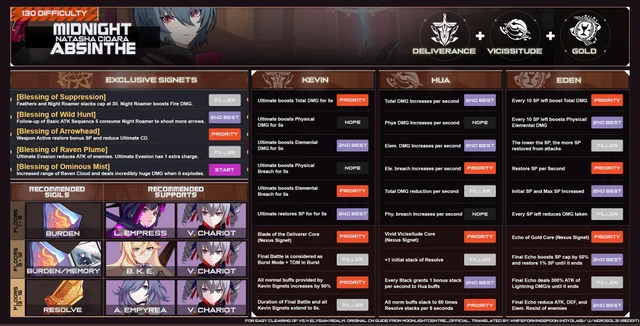 130 DIFFICULTY
MIDNIGHT
NATASHA CIOARA
ABSINTHE
DELIVERANCE + VICISSITUDE + GOLD
EXCLUSIVE SIGNETS
[Blessing of Suppression]
Feathers and Night Roamer stacks cap at 30. Night Roamer boosts Fire DMG.
FILLER
[Blessing of Wild Hunt]
Follow-up of Basic ATK Sequence 5 consume Night Roamer to shoot more arrows.
2ND BEST
[Blessing of Arrowhead]
Weapon Active restore bonus SP and reduce Ultimate CD.
PRIORITY
[Blessing of Raven Plume]
Ultimate Evasion reduces ATK of enemies. Ultimate Evasion has 1 extra charge.
FILLER
[Blessing of Ominous Mist]
Increased range of Raven Cloud and deals incredibly huge DMG when it explodes.
START
RECOMMENDED SIGILS
RECOMMENDED SUPPORTS
BURDEN
L. EMPRESS
V. CHARIOT
BURDEN/MEMORY
B. K. E.
V. CHARIOT
RESOLVE
A. EMPYREA
V. CHARIOT
KEVIN
Ultimate boosts Total DMG for 5s
PRIORITY
Ultimate boosts Physical
DMG for 5s
NOPE
Ultimate boosts Elemental
DMG for 5s
2ND BEST
Ultimate boosts Physical
Breach for 5s
NOPE
Ultimate boosts Elemental
Breach for 5s
PRIORITY
Ultimate restores SP for for 5s
2ND BEST
Blade of the Deliverer Core
(Nexus Signet)
PRIORITY
Final Battle is considered as
Burst Mode + TDM in Burst
FILLER
All normal buffs provided by
Kevin Signets increases by 90%
PRIORITY
Duration of Final Battle and all
Kevin Signets extend to 8s.
FILLER
HUA
Total DMG Increases per second
2ND BEST
Phys DMG Increases per second
NOPE
Elem. DMG Increases per second
2ND BEST
Ele. breach Increases per second
PRIORITY
Total DMG reduction per second
FILLER
Phy. breach Increases per second
NOPE
Vivid Vicissitude Core
(Nexus Signet)
PRIORITY
+1 initial stack of Resolve
FILLER
Every Stack grants 1 bonus stack
per second to Hua buffs
2ND BEST
All norm buffs stack to 60 times
Resolve stacks per 8 seconds
PRIORITY
EDEN
Every 10 SP left boost Total DMG
PRIORITY
Every 10 SP left boosts Physical/
Elemental DMG
2ND BEST
The lower the SP, the more SP
restored from attacks
FILLER
Restore SP per second
PRIORITY
Initial SP and Max SP Increased
2ND BEST
Every SP left reduces DMG taken
FILLER
Echo of Gold Core (Nexus Signet)
PRIORITY
Final Echo boosts SP cap by 50%
and restore 1% SP until it ends
2ND BEST
Final Echo deals 300% ATK of
Lightning DMG until it ends
FILLER
Final Echo reduce ATK, DEF,
and Elem. Resist of enemies
2ND BEST